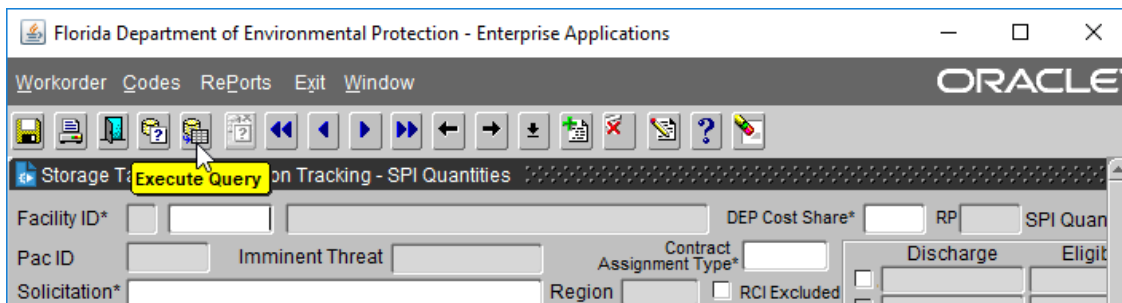 Florida Department of Environmental Protection - Enterprise Applications
Workorder Codes RePorts Exit Window ORACLE
Execute Query
Storage T on Tracking - SPI Quantities
Facility ID* DEP Cost Share* RP SPI Quan
Pac ID Imminent Threat Contract Assignment Type* Discharge Eligib
Solicitation* Region RCI Excluded